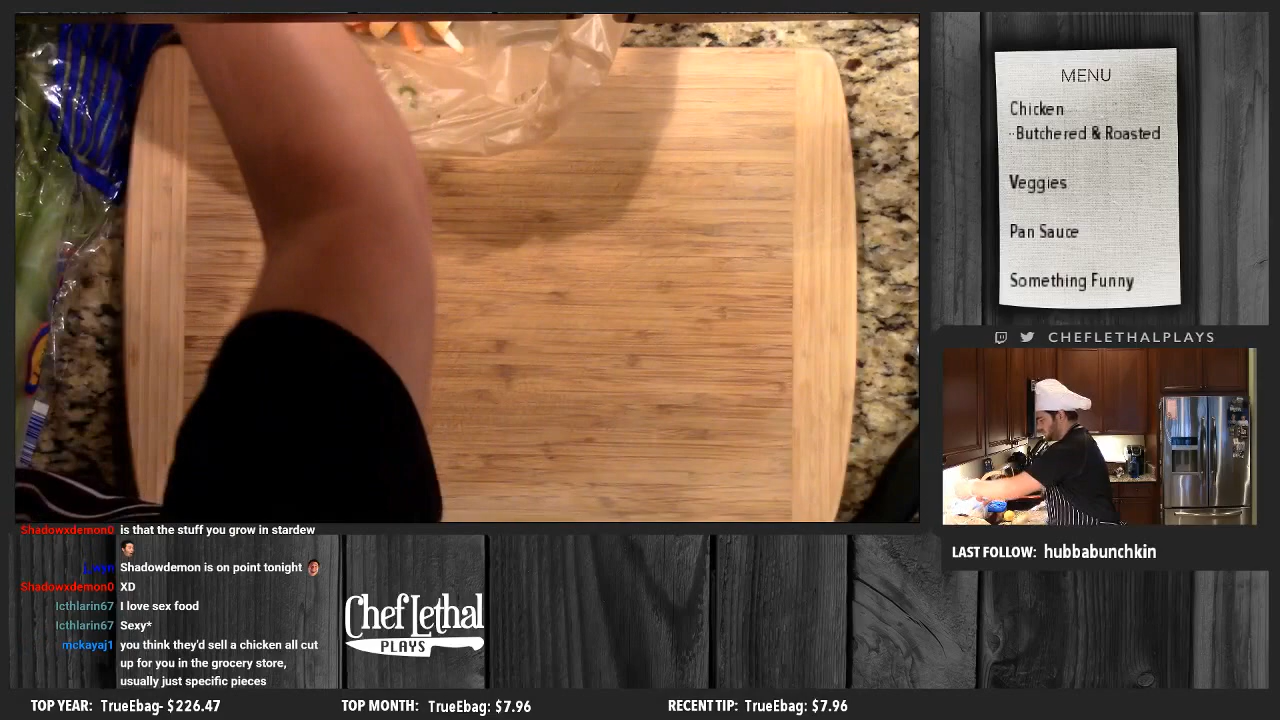 MENU
Chicken
··Butchered & Roasted
Veggies
Pan Sauce
Something Funny
CHEFLETHALPLAYS
LAST FOLLOW: hubbabunchkin
Shadowxdemon0 is that the stuff you grow in stardew
Shadowdemon is on point tonight
Shadowxdemon0 XD
Icthlarin67 I love sex food
Icthlarin67 Sexy*
mckayaj1 you think they'd sell a chicken all cut
up for you in the grocery store,
usually just specific pieces
Chef Lethal
PLAYS
TOP YEAR: TrueEbag- $226.47
TOP MONTH: TrueEbag: $7.96
RECENT TIP: TrueEbag: $7.96